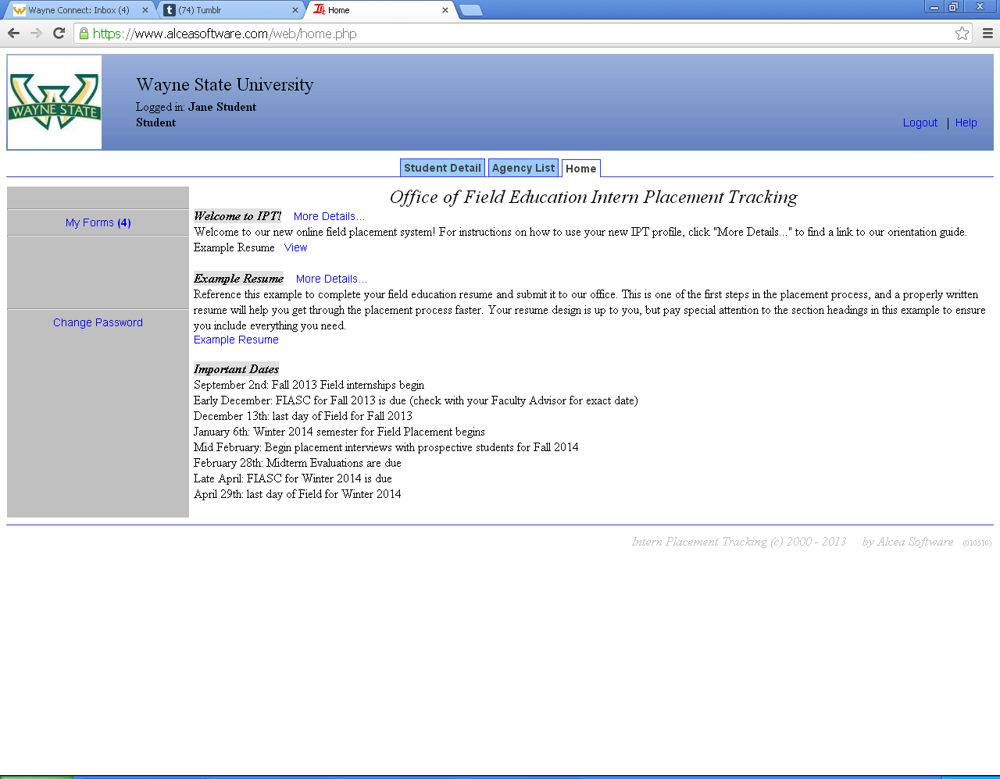 Wayne Connect: Inbox (4)
(74) Tumblr
Home
https://www.alceasoftware.com/web/home.php
WAYNE STATE
Wayne State University
Logged in: Jane Student
Student
Logout | Help
Student Detail
Agency List
Home
My Forms (4)
Change Password
Office of Field Education Intern Placement Tracking
Welcome to IPT! More Details...
Welcome to our new online field placement system! For instructions on how to use your new IPT profile, click "More Details..." to find a link to our orientation guide.
Example Resume View
Example Resume More Details...
Reference this example to complete your field education resume and submit it to our office. This is one of the first steps in the placement process, and a properly written
resume will help you get through the placement process faster. Your resume design is up to you, but pay special attention to the section headings in this example to ensure
you include everything you need.
Example Resume
Important Dates
September 2nd: Fall 2013 Field internships begin
Early December: FIASC for Fall 2013 is due (check with your Faculty Advisor for exact date)
December 13th: last day of Field for Fall 2013
January 6th: Winter 2014 semester for Field Placement begins
Mid February: Begin placement interviews with prospective students for Fall 2014
February 28th: Midterm Evaluations are due
Late April: FIASC for Winter 2014 is due
April 29th: last day of Field for Winter 2014
Intern Placement Tracking (c) 2000 - 2013 by Alcea Software (010510)